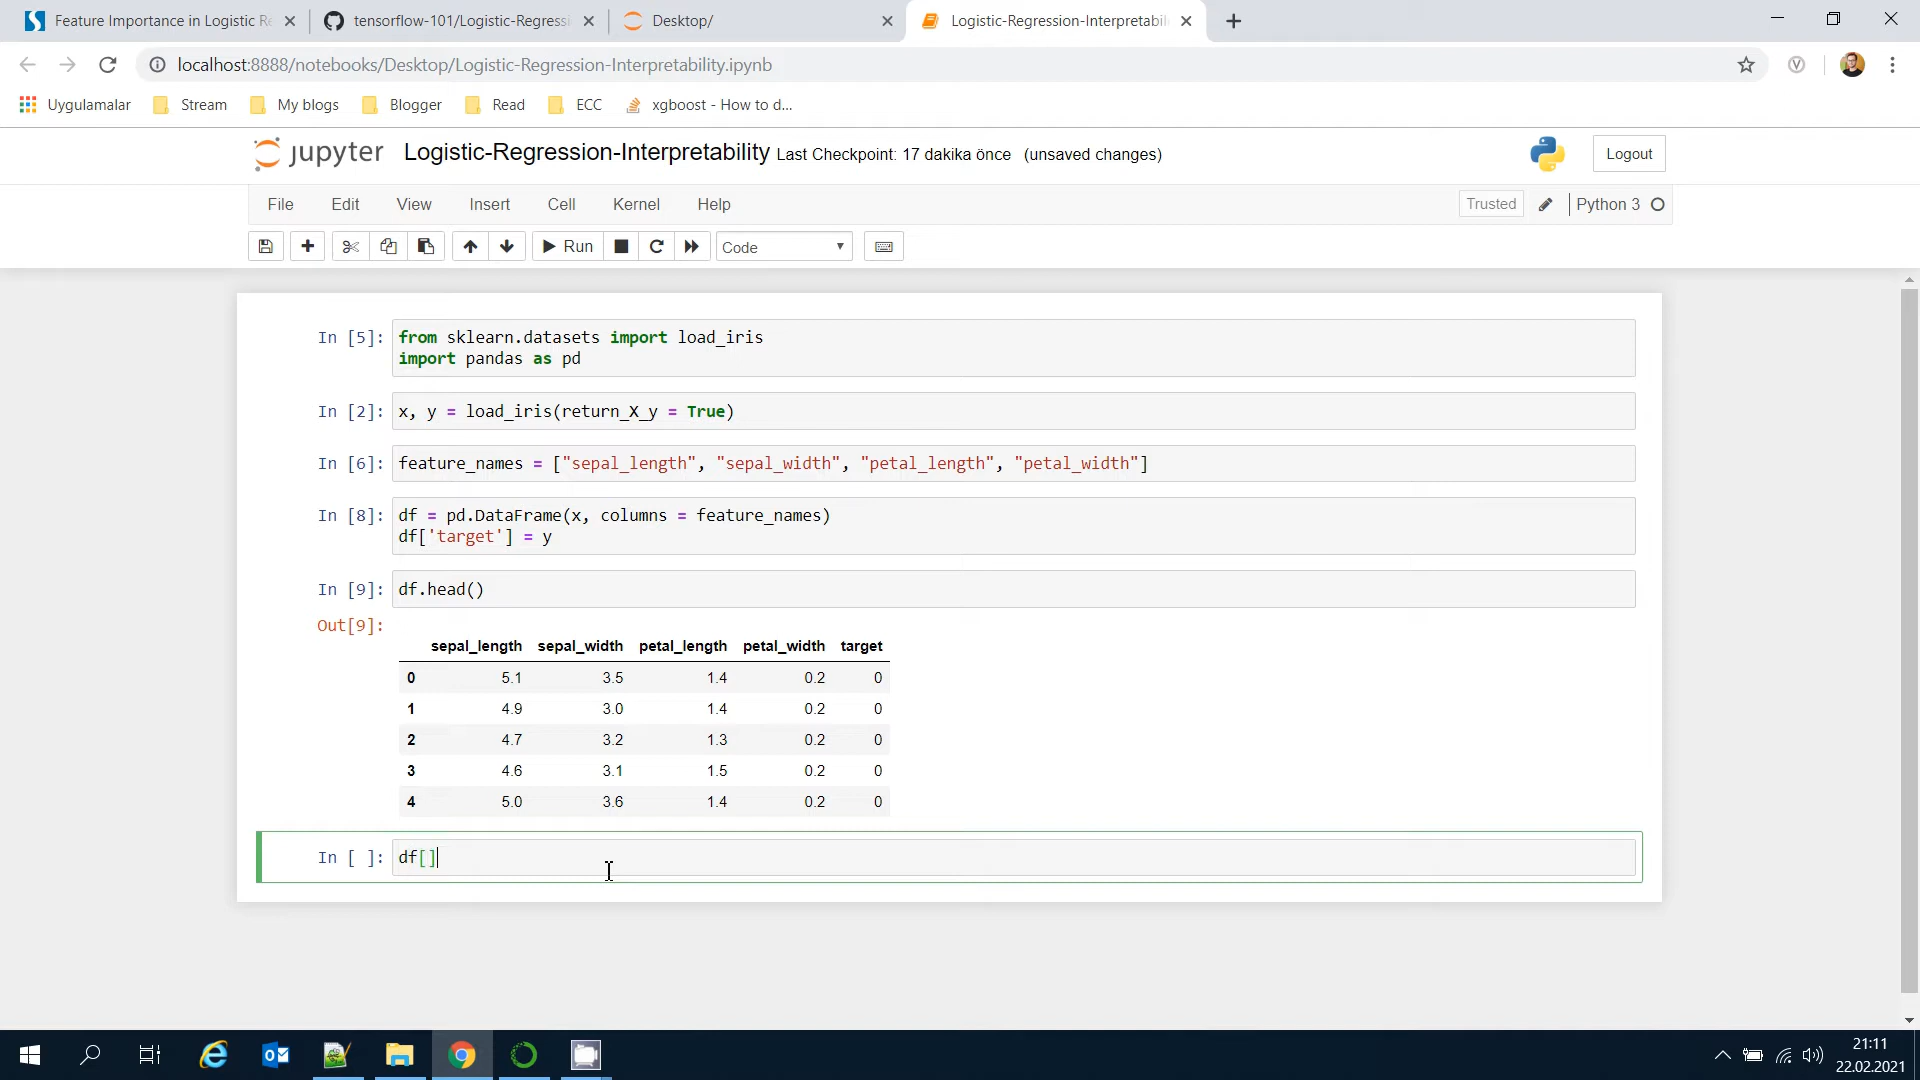 Feature Importance in Logistic Re
tensorflow-101/Logistic-Regressi
Desktop/
Logistic-Regression-Interpretabil
localhost:8888/notebooks/Desktop/Logistic-Regression-Interpretability.ipynb
Uygulamalar
Stream
My blogs
Blogger
Read
ECC
xgboost - How to d...
jupyter
Logistic-Regression-Interpretability Last Checkpoint: 17 dakika önce (unsaved changes)
Logout
File Edit View Insert Cell Kernel Help
Trusted
Python 3
Run
Code
In [5]: from sklearn.datasets import load_iris
import pandas as pd
In [2]: x, y = load_iris(return_X_y = True)
In [6]: feature_names = ["sepal_length", "sepal_width", "petal_length", "petal_width"]
In [8]: df = pd.DataFrame(x, columns = feature_names)
df['target'] = y
In [9]: df.head()
Out[9]:
sepal_length sepal_width petal_length petal_width target
0 5.1 3.5 1.4 0.2 0
1 4.9 3.0 1.4 0.2 0
2 4.7 3.2 1.3 0.2 0
3 4.6 3.1 1.5 0.2 0
4 5.0 3.6 1.4 0.2 0
In [ ]: df[]
21:11
22.02.2021